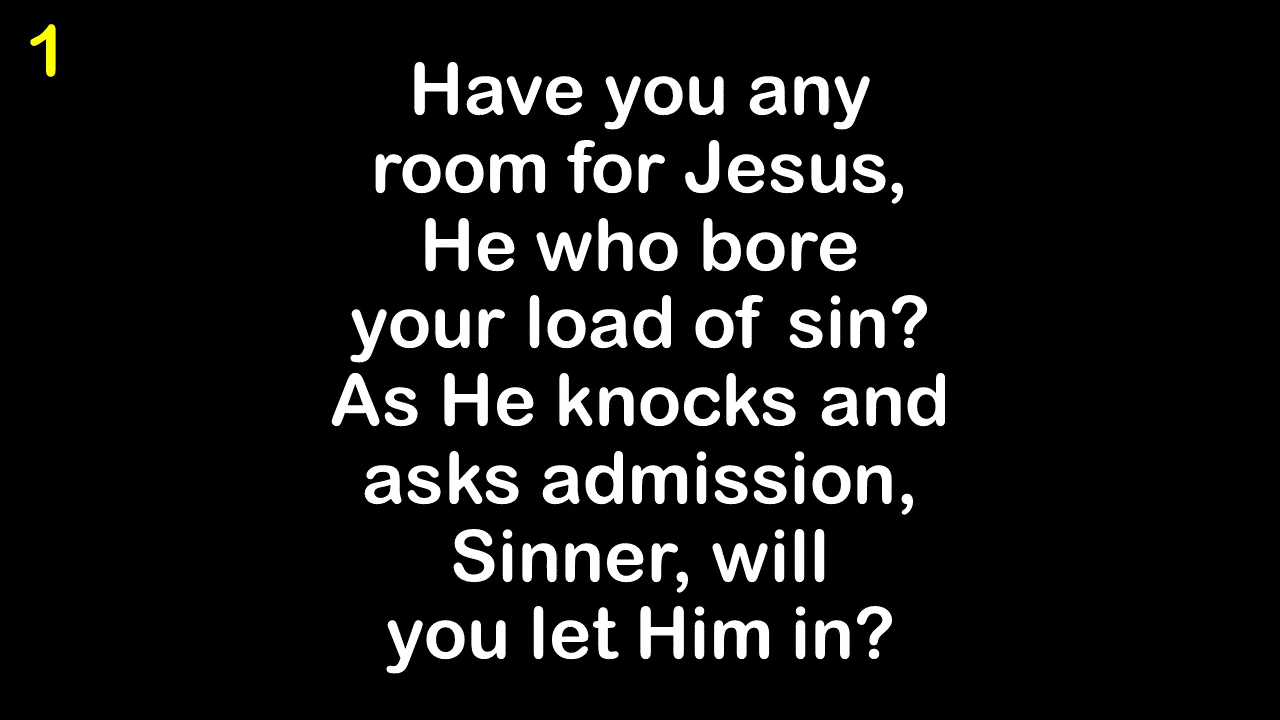 1
Have you any
room for Jesus,
He who bore
your load of sin?
As He knocks and
asks admission,
Sinner, will
you let Him in?